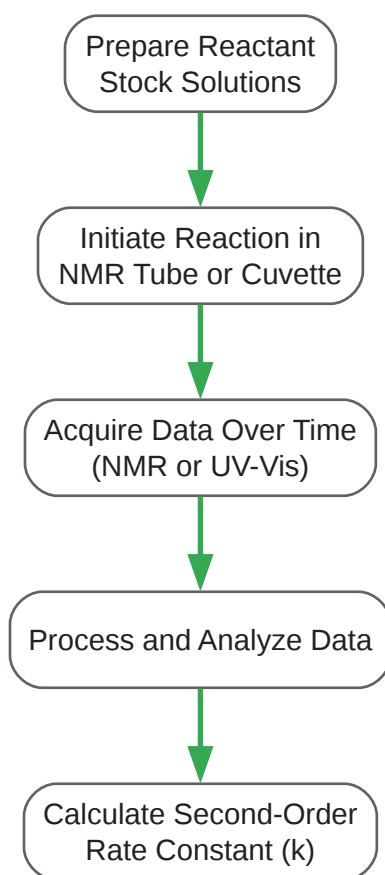 Prepare Reactant
Stock Solutions
Initiate Reaction in
NMR Tube or Cuvette
Acquire Data Over Time
(NMR or UV-Vis)
Process and Analyze Data
Calculate Second-Order
Rate Constant (k)